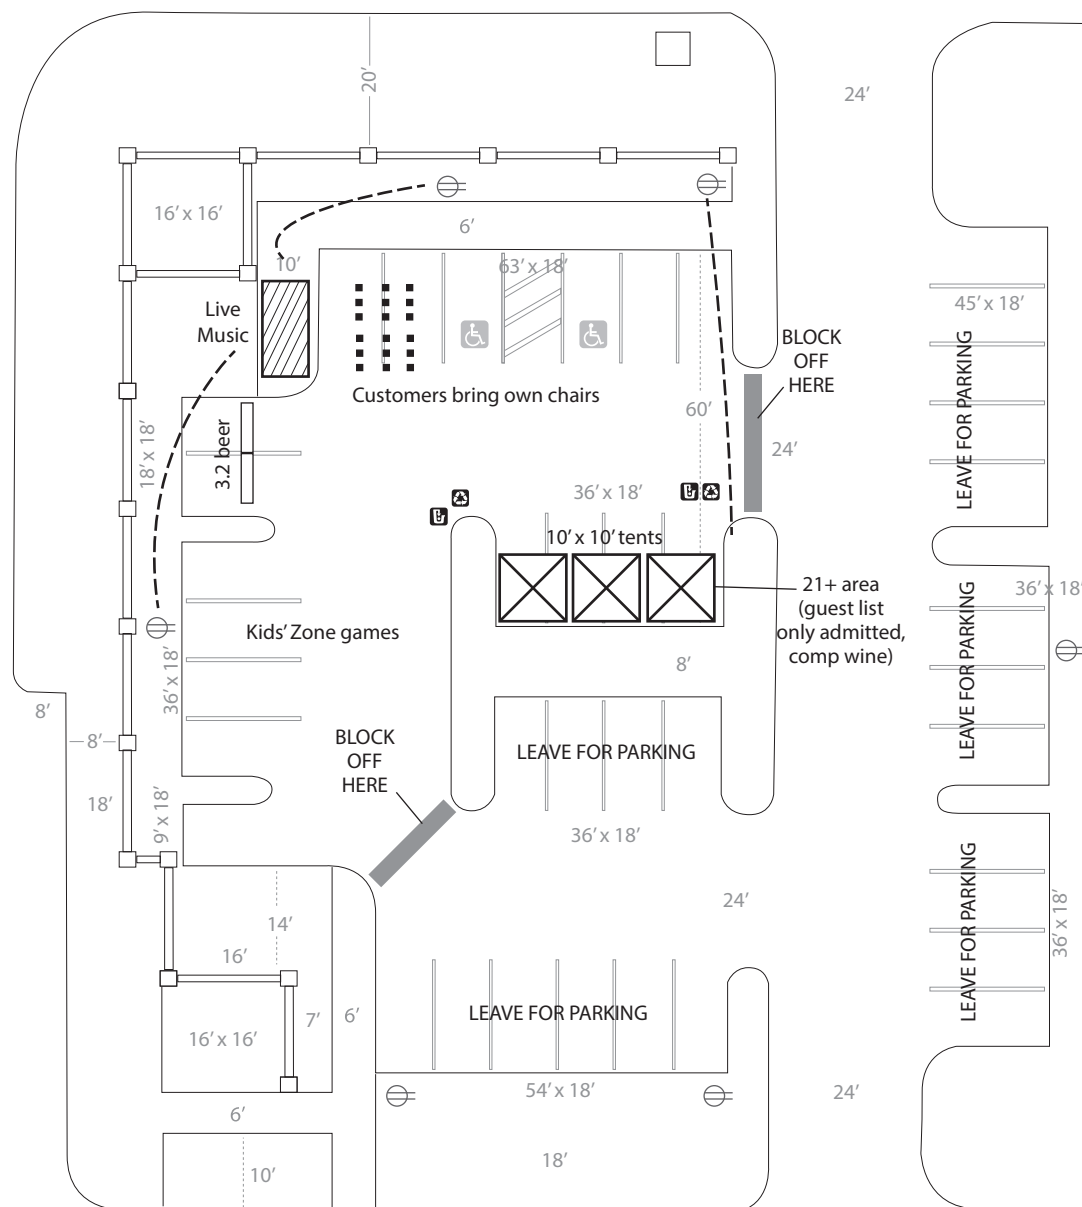 20’
24’
16’ x 16’
6’
10’
63’ x 18’
45’ x 18’
Live
Music
BLOCK
OFF
HERE
LEAVE FOR PARKING
Customers bring own chairs
60’
3.2 beer
18’ x 18’
24’
36’ x 18’
10’ x 10’ tents
21+ area
(guest list
only admitted,
comp wine)
36’ x 18’
LEAVE FOR PARKING
Kids’ Zone games
36’ x 18’
8’
8’
8’
BLOCK
OFF
HERE
LEAVE FOR PARKING
18’
9’ x 18’
36’ x 18’
LEAVE FOR PARKING
36’ x 18’
24’
14’
16’
7’
6’
16’ x 16’
LEAVE FOR PARKING
54’ x 18’
24’
6’
18’
10’